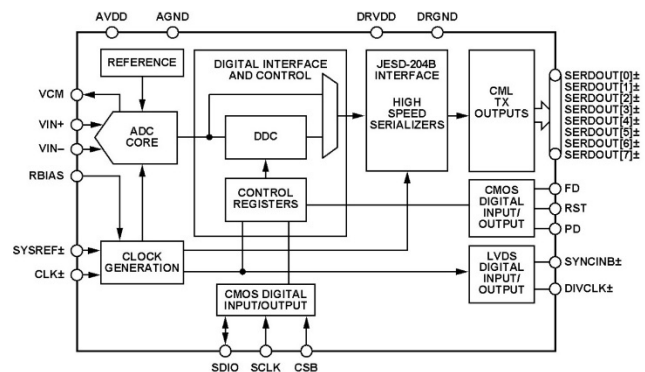 AVDD
AGND
DRVDD
DRGND
REFERENCE
DIGITAL INTERFACE
AND CONTROL
JESD-204B
INTERFACE
HIGH
SPEED
SERIALIZERS
CML
TX
OUTPUTS
SERDOUT[0]±
SERDOUT[1]±
SERDOUT[2]±
SERDOUT[3]±
SERDOUT[4]±
SERDOUT[5]±
SERDOUT[6]±
SERDOUT[7]±
VCM
VIN+
VIN–
RBIAS
ADC
CORE
DDC
CONTROL
REGISTERS
CMOS
DIGITAL
INPUT/
OUTPUT
FD
RST
PD
SYSREF±
CLK±
CLOCK
GENERATION
LVDS
DIGITAL
INPUT/
OUTPUT
SYNCINB±
DIVCLK±
CMOS DIGITAL
INPUT/OUTPUT
SDIO
SCLK
CSB